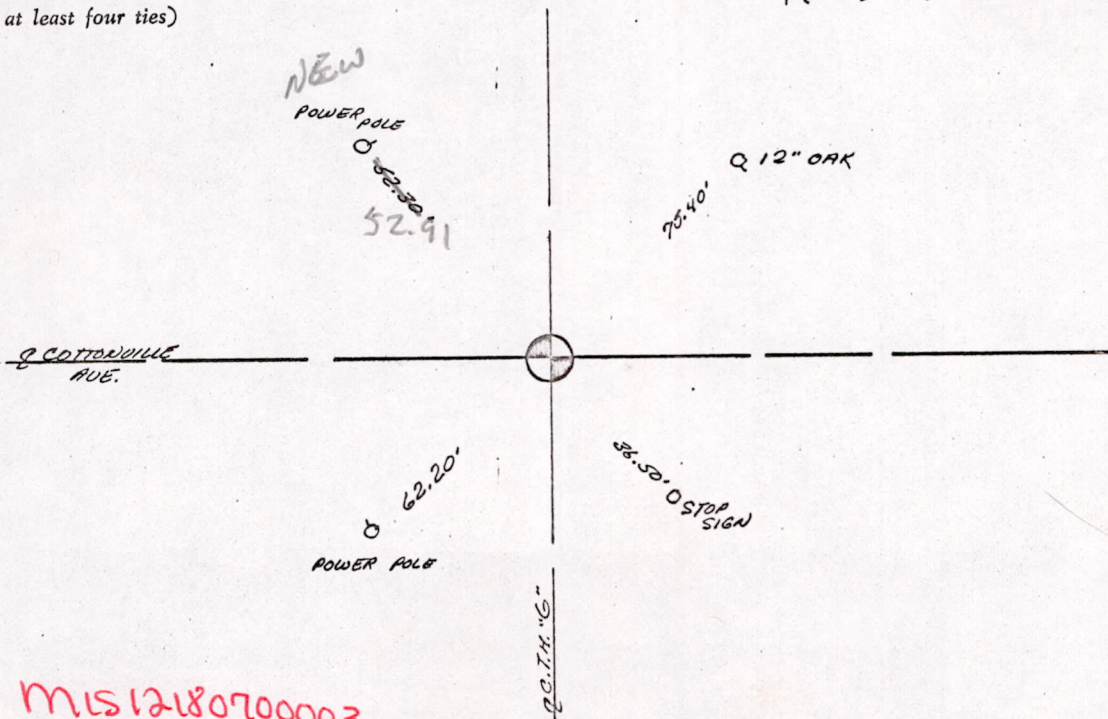 at least four ties)
NEW
POWER
POLE
52.91
12" OAK
75.40'
℄ COTTONVILLE
AVE.
62.20'
POWER POLE
36.50'
STOP
SIGN
℄ C.T.H. "G"